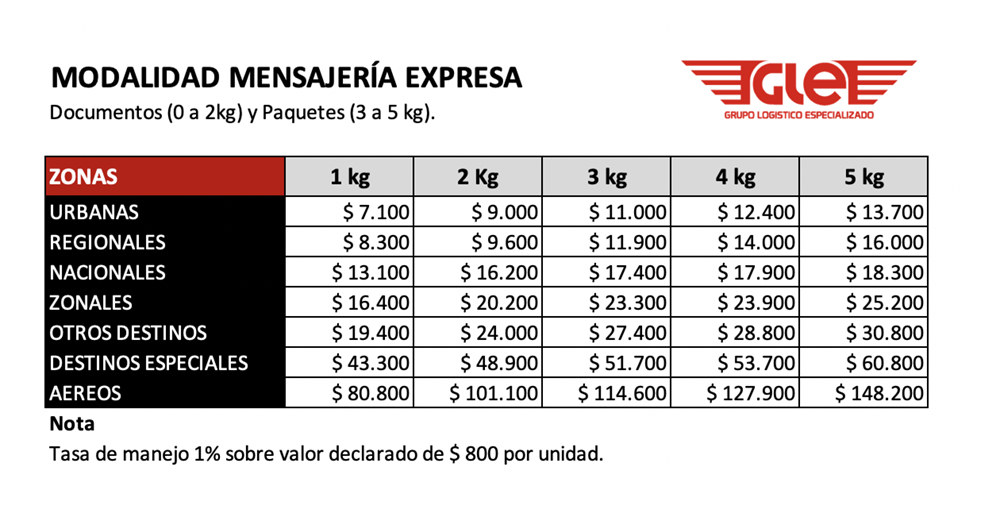 MODALIDAD MENSAJERÍA EXPRESA
Documentos (0 a 2kg) y Paquetes (3 a 5 kg).
GLE
GRUPO LOGISTICO ESPECIALIZADO
ZONAS 1 kg 2 Kg 3 kg 4 kg 5 kg
URBANAS $ 7.100 $ 9.000 $ 11.000 $ 12.400 $ 13.700
REGIONALES $ 8.300 $ 9.600 $ 11.900 $ 14.000 $ 16.000
NACIONALES $ 13.100 $ 16.200 $ 17.400 $ 17.900 $ 18.300
ZONALES $ 16.400 $ 20.200 $ 23.300 $ 23.900 $ 25.200
OTROS DESTINOS $ 19.400 $ 24.000 $ 27.400 $ 28.800 $ 30.800
DESTINOS ESPECIALES $ 43.300 $ 48.900 $ 51.700 $ 53.700 $ 60.800
AEREOS $ 80.800 $ 101.100 $ 114.600 $ 127.900 $ 148.200
Nota
Tasa de manejo 1% sobre valor declarado de $ 800 por unidad.